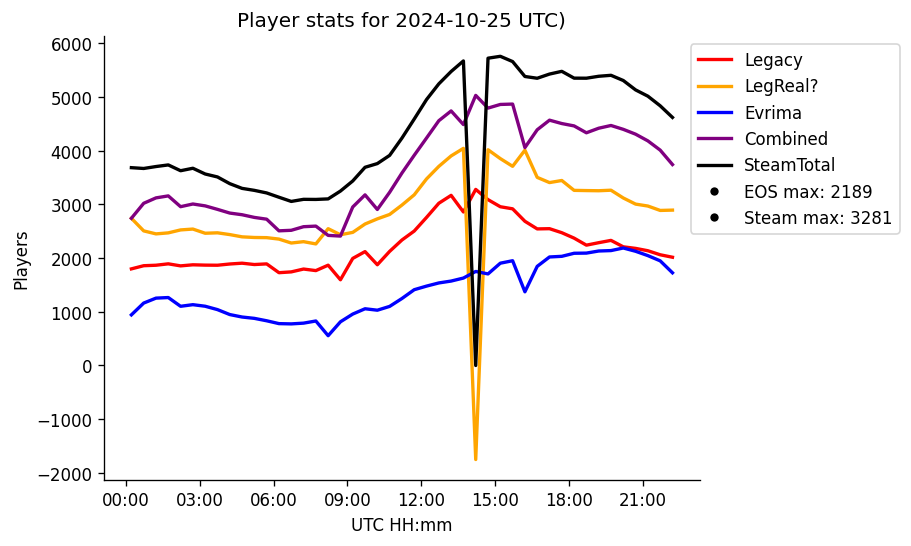 Player stats for 2024-10-25 UTC)
6000
5000
4000
3000
2000
1000
0
−1000
−2000
Players
00:00 03:00 06:00 09:00 12:00 15:00 18:00 21:00
UTC HH:mm
Legacy
LegReal?
Evrima
Combined
SteamTotal
EOS max: 2189
Steam max: 3281